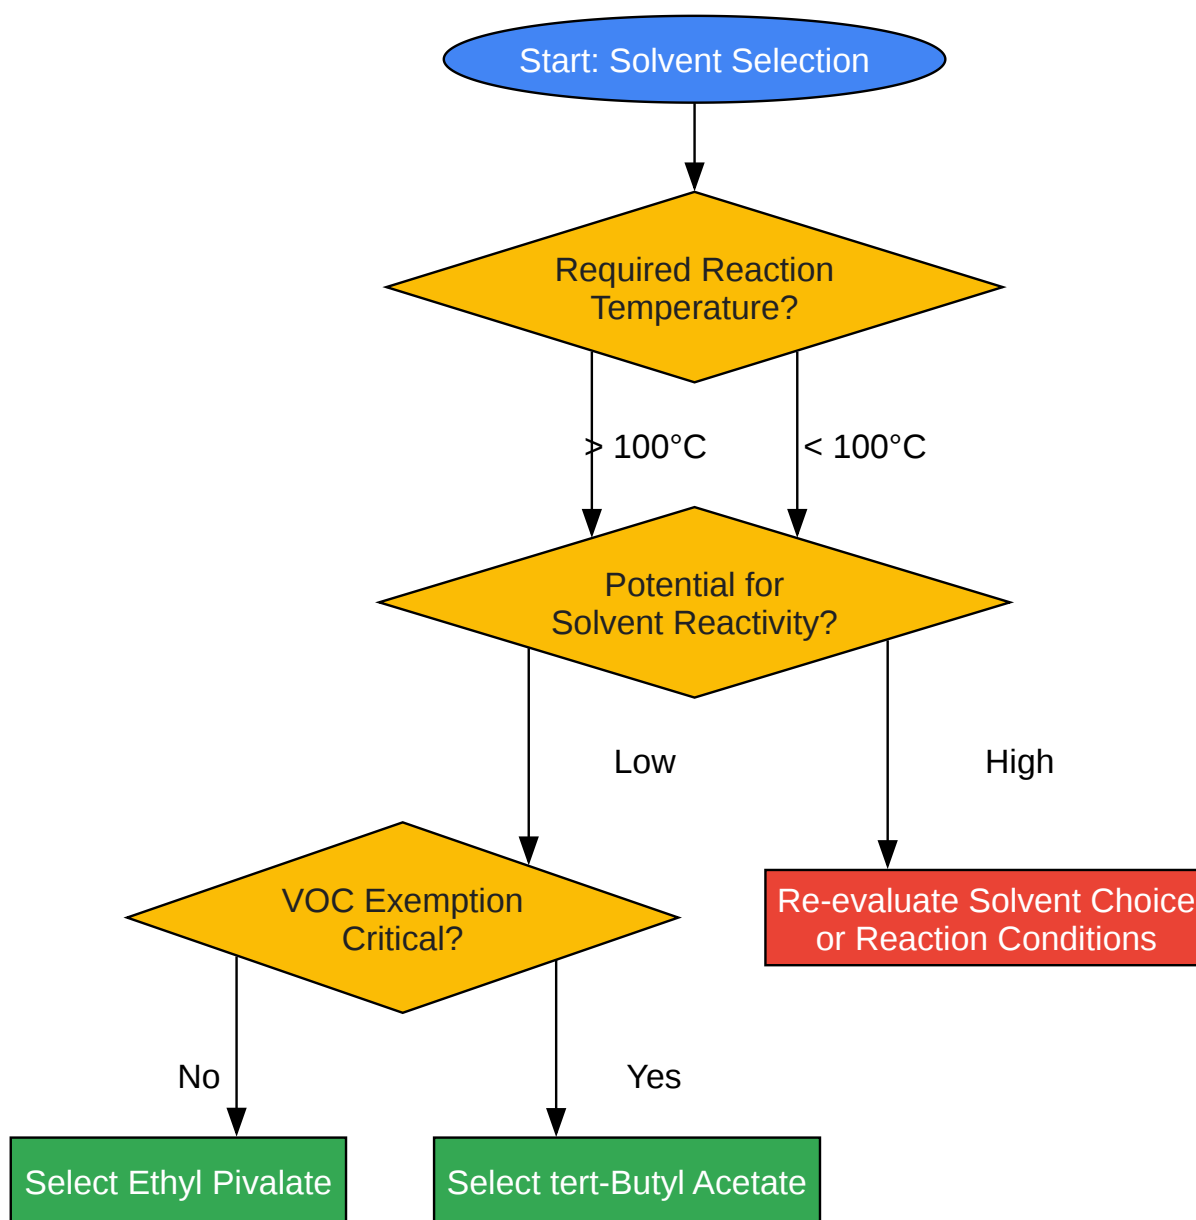 Start: Solvent Selection
Required Reaction
Temperature?
> 100°C
< 100°C
Potential for
Solvent Reactivity?
Low
High
VOC Exemption
Critical?
Re-evaluate Solvent Choice
or Reaction Conditions
No
Yes
Select Ethyl Pivalate
Select tert-Butyl Acetate